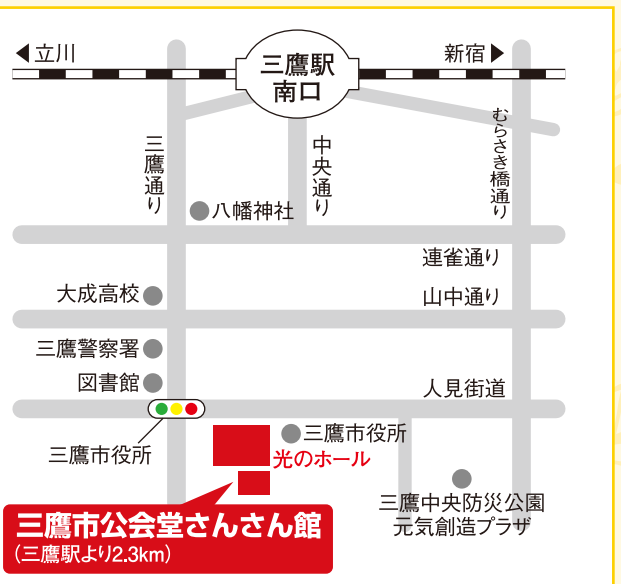 立川
新宿
三鷹駅
南口
三鷹通り
中央通り
むらさき橋通り
八幡神社
連雀通り
大成高校
山中通り
三鷹警察署
図書館
人見街道
三鷹市役所
三鷹市役所
光のホール
三鷹中央防災公園
元気創造プラザ
三鷹市公会堂さんさん館
(三鷹駅より2.3km)